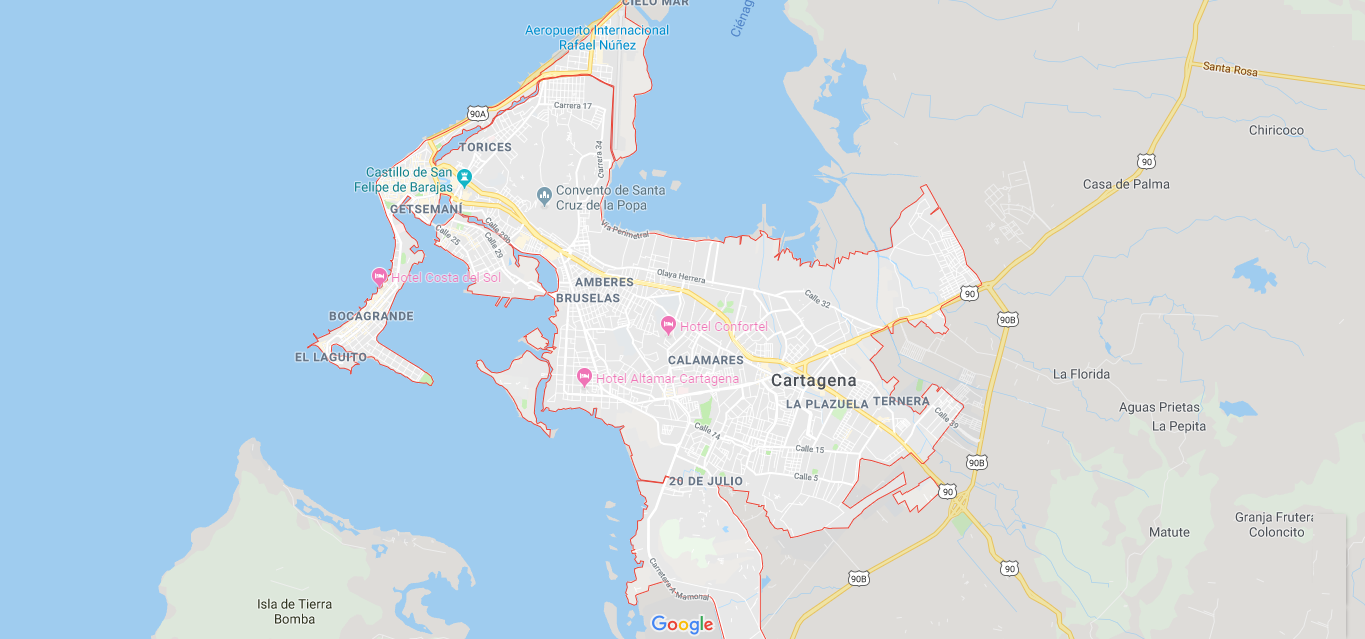 CIELO MAR
Ciénag
Aeropuerto Internacional
Rafael Núñez
Santa Rosa
90A
Carrera 17
Chiricoco
TORICES
Carrera 34
90
Castillo de San
Felipe de Barajas
Casa de Palma
Convento de Santa
Cruz de la Popa
GETSEMANÍ
Calle 25
Calle 29b
Calle 29
Vía Perimetral
Hotel Costa del Sol
Olaya Herrera
AMBERES
BRUSELAS
Calle 32
90
90B
BOCAGRANDE
Hotel Confortel
EL LAGUITO
CALAMARES
Hotel Altamar Cartagena
Cartagena
La Florida
LA PLAZUELA
TERNERA
Calle 39
Aguas Prietas
La Pepita
Calle 14
Calle 15
90B
Calle 5
20 DE JULIO
90
Granja Frutera
Coloncito
Matute
Carretera A Mamonal
90
90B
Isla de Tierra
Bomba
Google